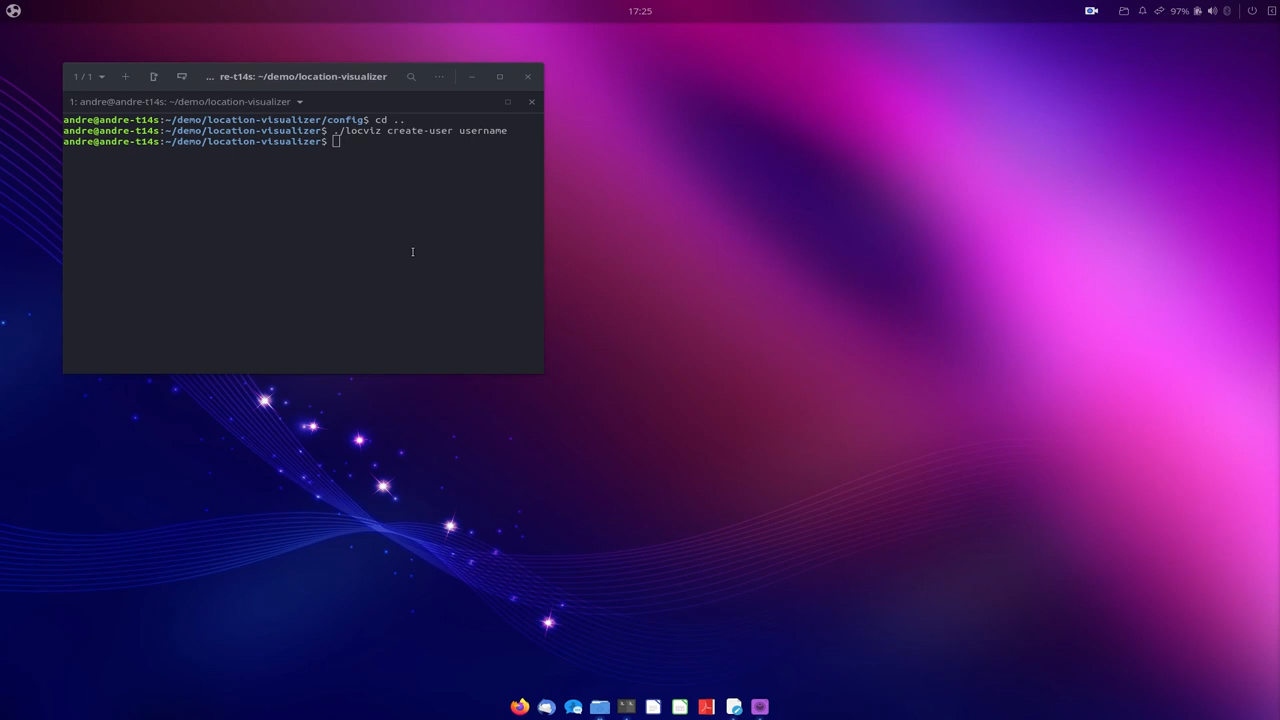 17:25
97%
1 / 1
... re-t14s: ~/demo/location-visualizer
1: andre@andre-t14s: ~/demo/location-visualizer
andre@andre-t14s:~/demo/location-visualizer/config$ cd ..
andre@andre-t14s:~/demo/location-visualizer$ ./locviz create-user username
andre@andre-t14s:~/demo/location-visualizer$